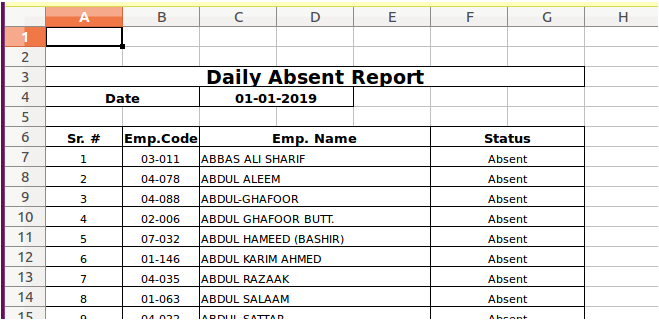 A B C D E F G H
1
2
3 Daily Absent Report
4 Date 01-01-2019
5
6 Sr. # Emp.Code Emp. Name Status
7 1 03-011 ABBAS ALI SHARIF Absent
8 2 04-078 ABDUL ALEEM Absent
9 3 04-088 ABDUL-GHAFOOR Absent
10 4 02-006 ABDUL GHAFOOR BUTT. Absent
11 5 07-032 ABDUL HAMEED (BASHIR) Absent
12 6 01-146 ABDUL KARIM AHMED Absent
13 7 04-035 ABDUL RAZAAK Absent
14 8 01-063 ABDUL SALAAM Absent
15 9 04-022 ABDUL SATTAR Absent